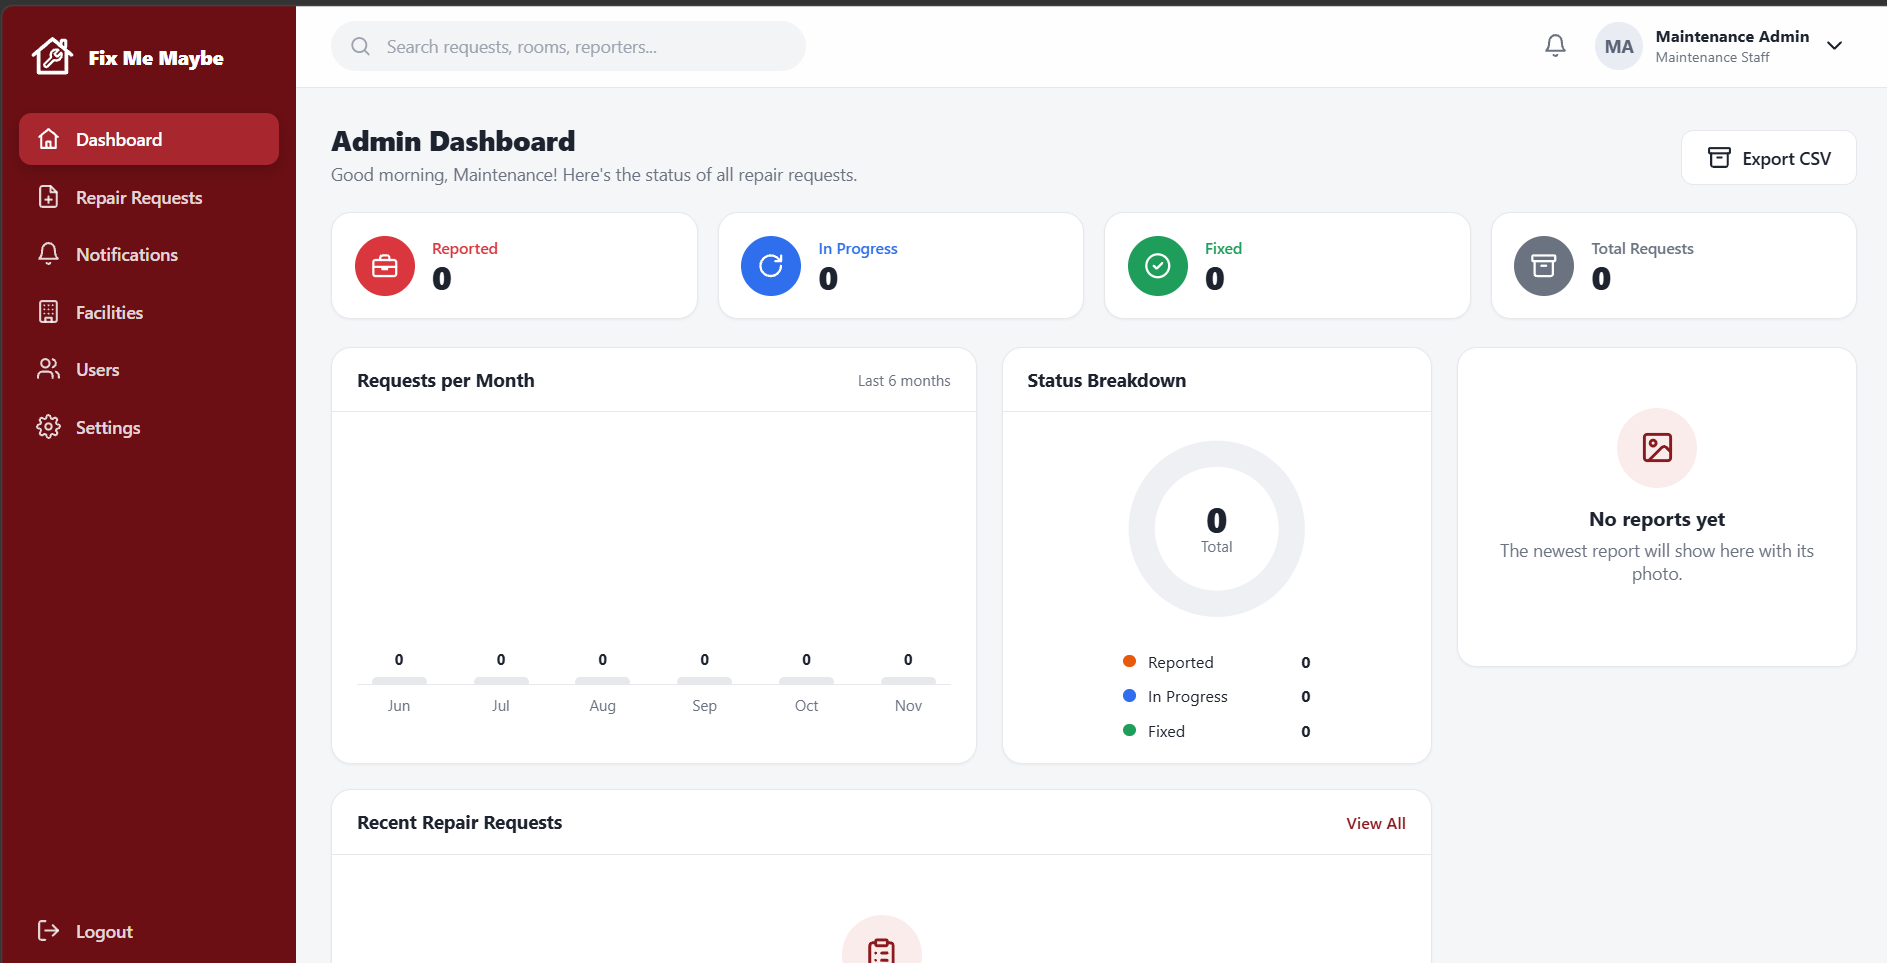 Fix Me Maybe
Dashboard
Repair Requests
Notifications
Facilities
Users
Settings
Logout
Search requests, rooms, reporters...
MA
Maintenance Admin
Maintenance Staff
Admin Dashboard
Good morning, Maintenance! Here's the status of all repair requests.
Export CSV
Reported
0
In Progress
0
Fixed
0
Total Requests
0
Requests per Month
Last 6 months
0 0 0 0 0 0
Jun Jul Aug Sep Oct Nov
Status Breakdown
0
Total
Reported 0
In Progress 0
Fixed 0
No reports yet
The newest report will show here with its
photo.
Recent Repair Requests
View All